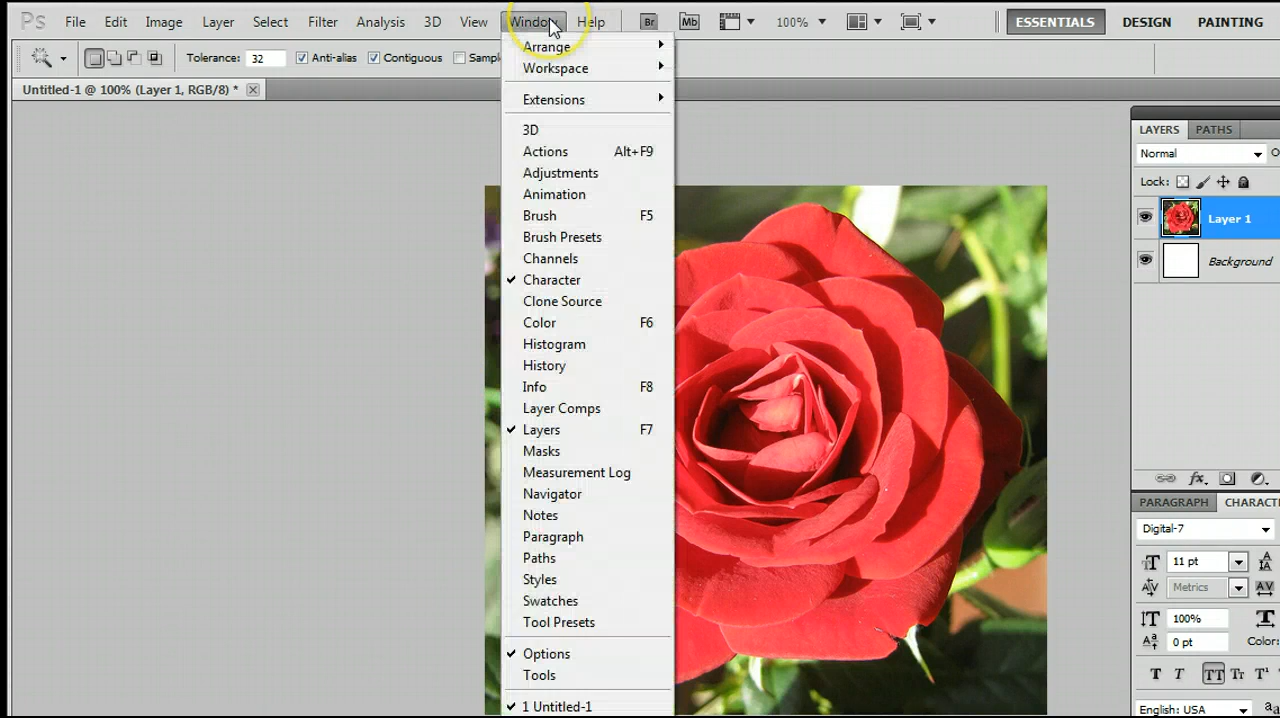 Ps File Edit Image Layer Select Filter Analysis 3D View Window Help Br Mb 100% ESSENTIALS DESIGN PAINTING
Tolerance: 32 Anti-alias Contiguous Samp
Untitled-1 @ 100% (Layer 1, RGB/8) *
Arrange
Workspace
Extensions
3D
Actions Alt+F9
Adjustments
Animation
Brush F5
Brush Presets
Channels
Character
Clone Source
Color F6
Histogram
History
Info F8
Layer Comps
Layers F7
Masks
Measurement Log
Navigator
Notes
Paragraph
Paths
Styles
Swatches
Tool Presets
Options
Tools
1 Untitled-1
LAYERS PATHS
Normal
Lock:
Layer 1
Background
fx
PARAGRAPH CHARACT
Digital-7
11 pt
Metrics
100%
0 pt Color:
T T TT Tr T¹
English: USA